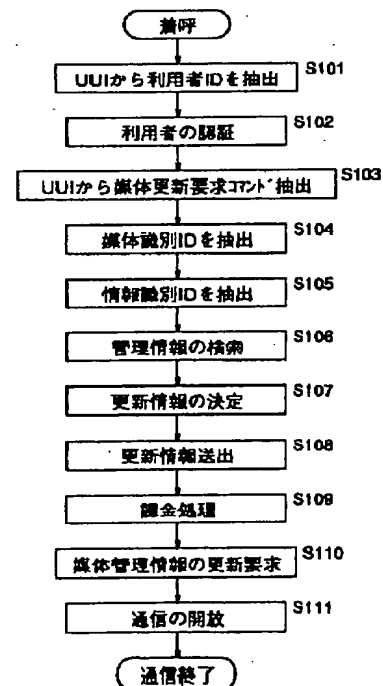 着呼
S101
UUIから利用者IDを抽出
S102
利用者の認証
S103
UUIから媒体更新要求コマンド抽出
S104
媒体識別IDを抽出
S105
情報識別IDを抽出
S106
管理情報の検索
S107
更新情報の決定
S108
更新情報送出
S109
課金処理
S110
媒体管理情報の更新要求
S111
通信の開放
通信終了